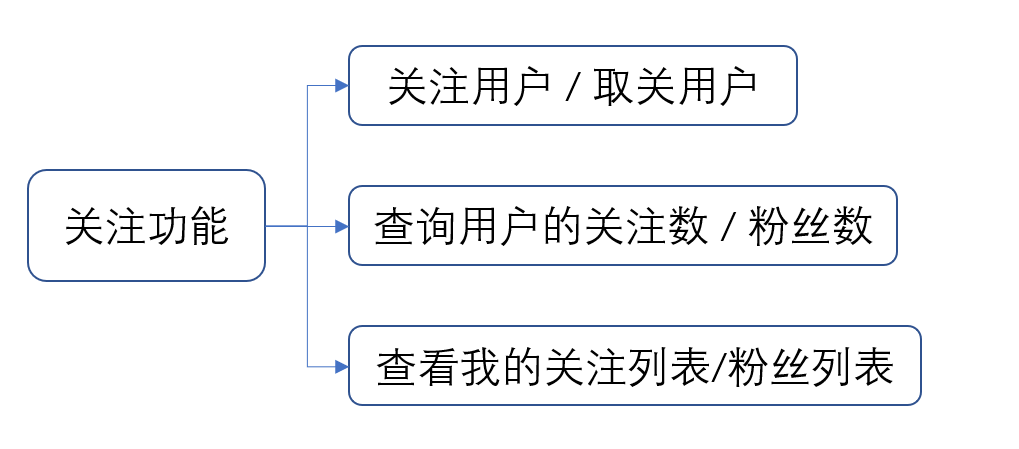 关注用户 / 取关用户
关注功能
查询用户的关注数 / 粉丝数
查看我的关注列表/粉丝列表